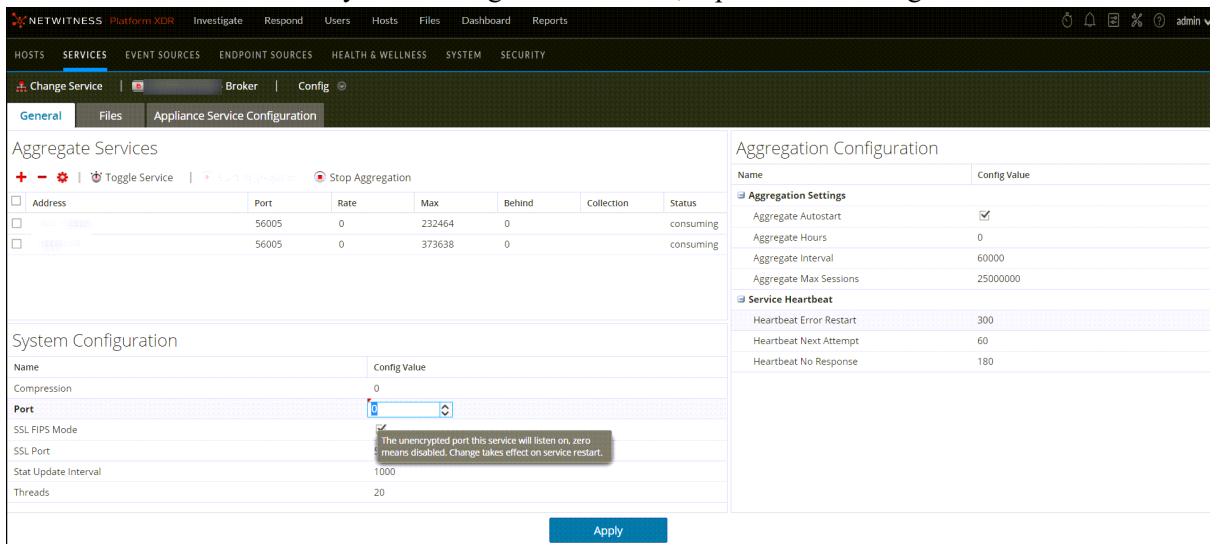 NETWITNESS Platform XDR Investigate Respond Users Hosts Files Dashboard Reports admin
HOSTS SERVICES EVENT SOURCES ENDPOINT SOURCES HEALTH & WELLNESS SYSTEM SECURITY
Change Service | Broker | Config
General Files Appliance Service Configuration
Aggregate Services
Toggle Service | Stop Aggregation
Address Port Rate Max Behind Collection Status
56005 0 232464 0 consuming
56005 0 373638 0 consuming
System Configuration
Name Config Value
Compression 0
Port 0
SSL FIPS Mode
The unencrypted port this service will listen on, zero
means disabled. Change takes effect on service restart.
SSL Port
Stat Update Interval 1000
Threads 20
Aggregation Configuration
Name Config Value
Aggregation Settings
Aggregate Autostart
Aggregate Hours 0
Aggregate Interval 60000
Aggregate Max Sessions 25000000
Service Heartbeat
Heartbeat Error Restart 300
Heartbeat Next Attempt 60
Heartbeat No Response 180
Apply